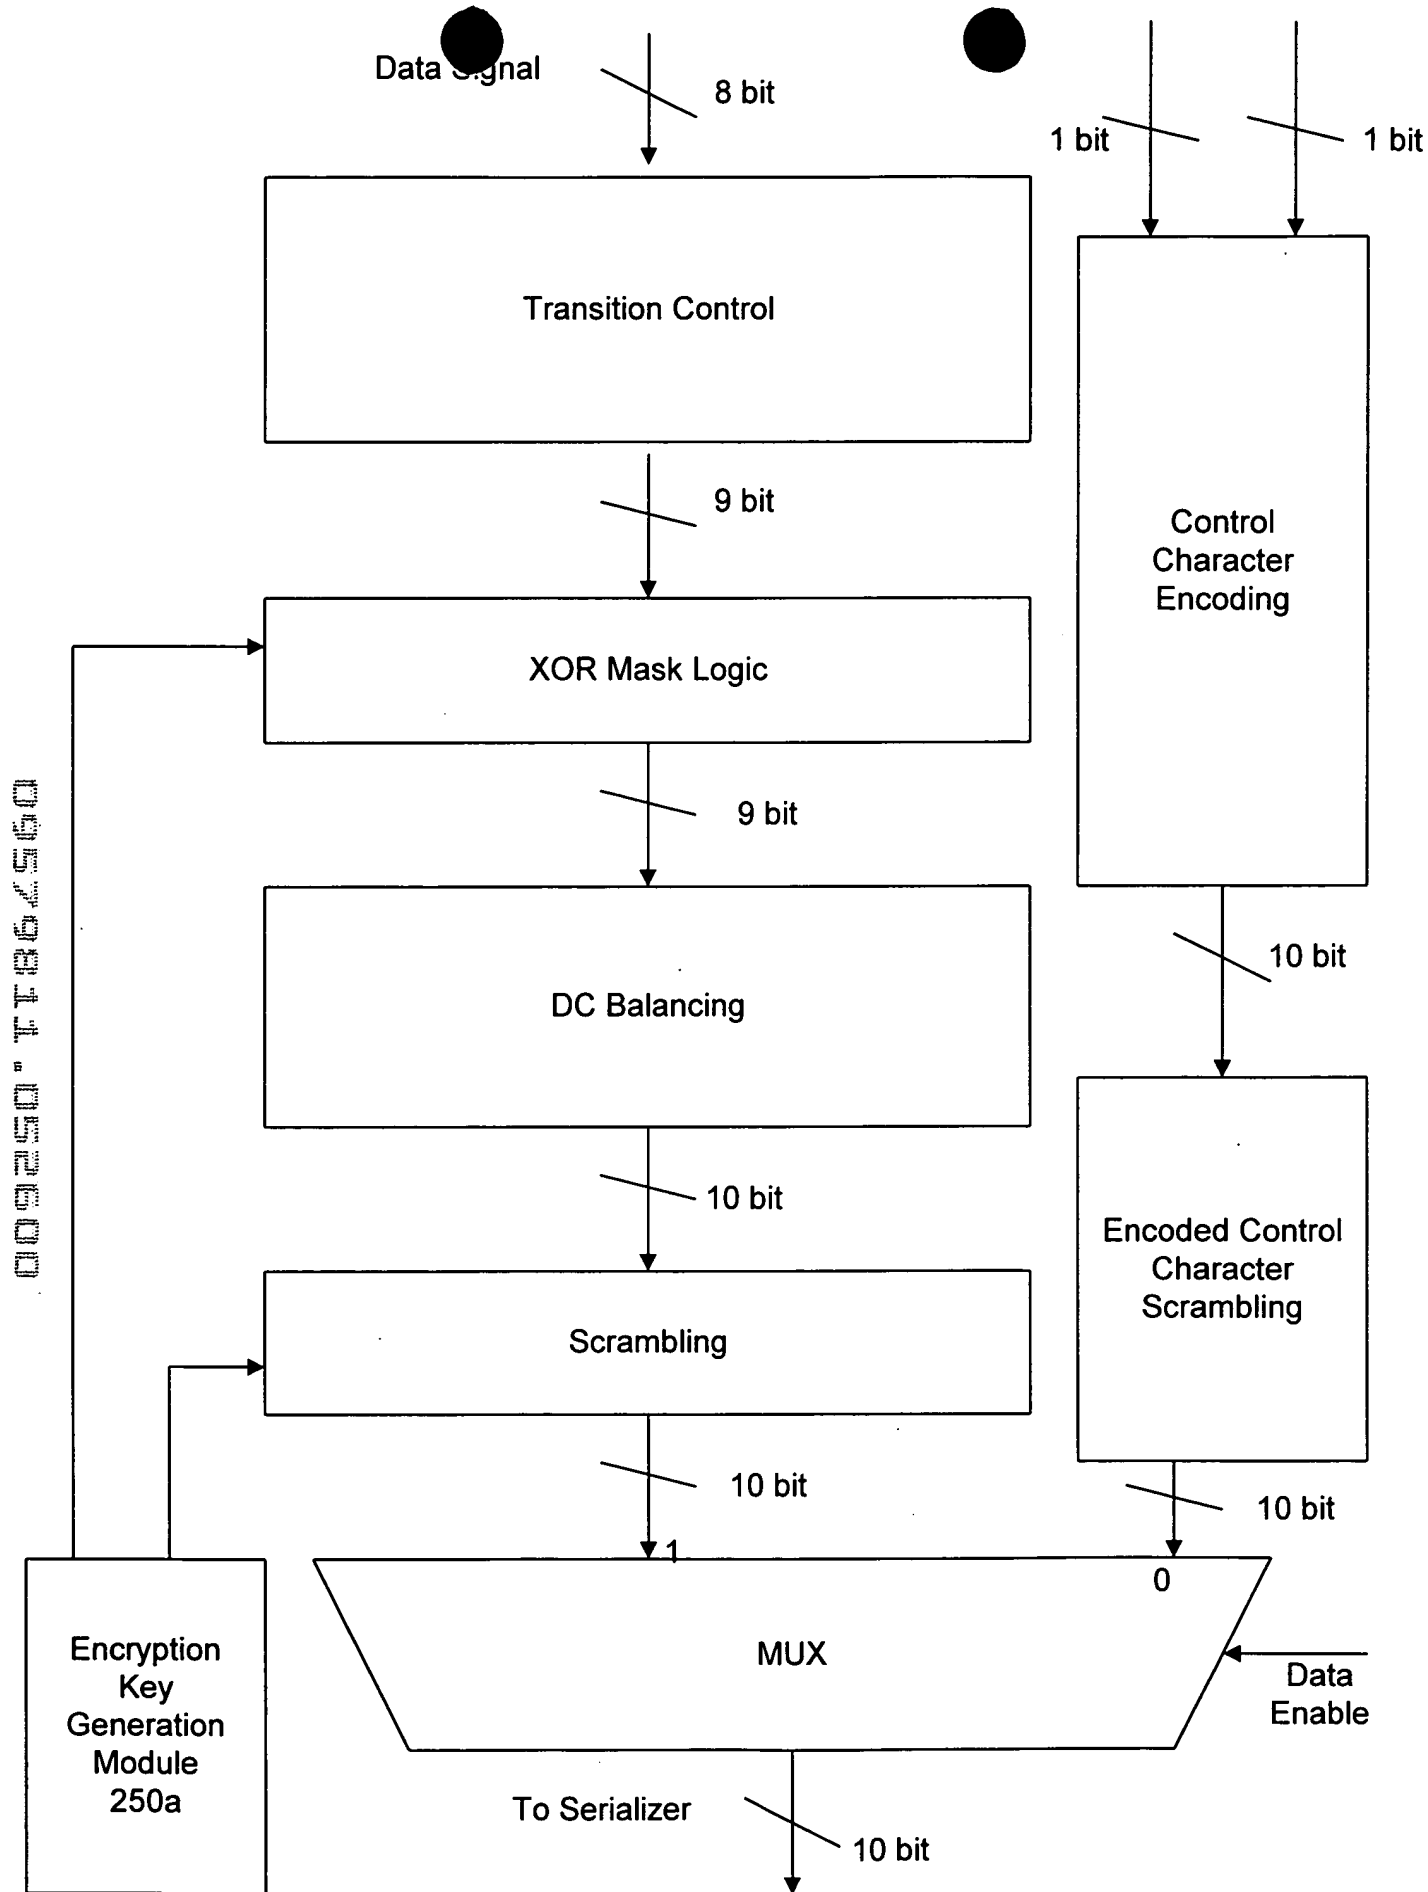 Data Signal
8 bit
1 bit
1 bit
Transition Control
9 bit
Control
Character
Encoding
XOR Mask Logic
9 bit
10 bit
DC Balancing
10 bit
Encoded Control
Character
Scrambling
Scrambling
10 bit
10 bit
1
0
Encryption
Key
Generation
Module
250a
MUX
Data
Enable
To Serializer
10 bit
09579811.052600